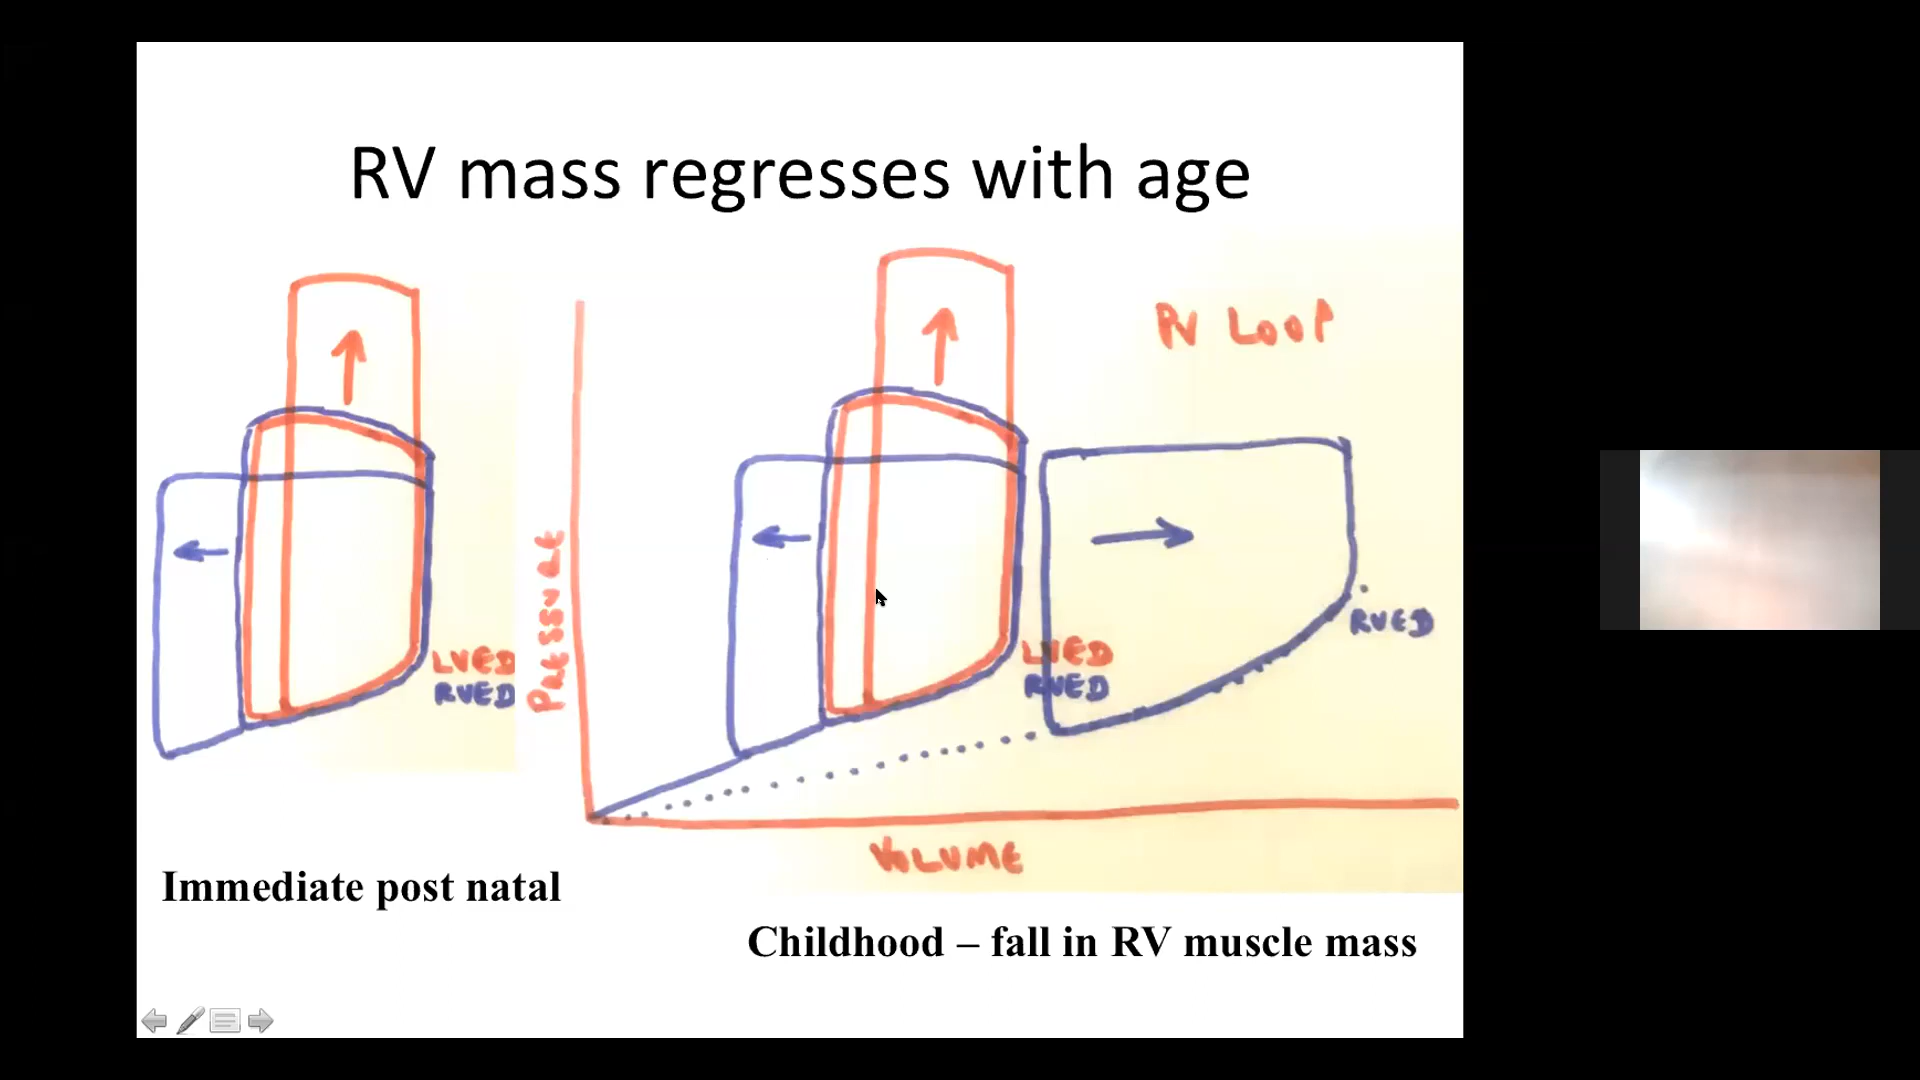 RV mass regresses with age
PV LOOP
PRESSURE
LVED
RVED
LVED
RVED
RVED
VOLUME
Immediate post natal
Childhood – fall in RV muscle mass